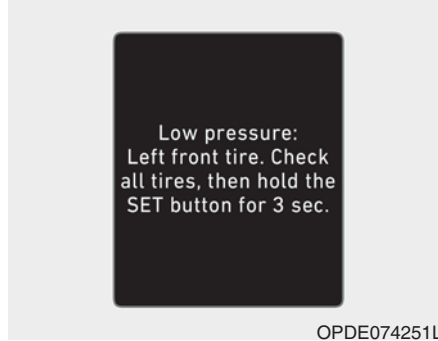 Low pressure:
Left front tire. Check
all tires, then hold the
SET button for 3 sec.
OPDE074251L